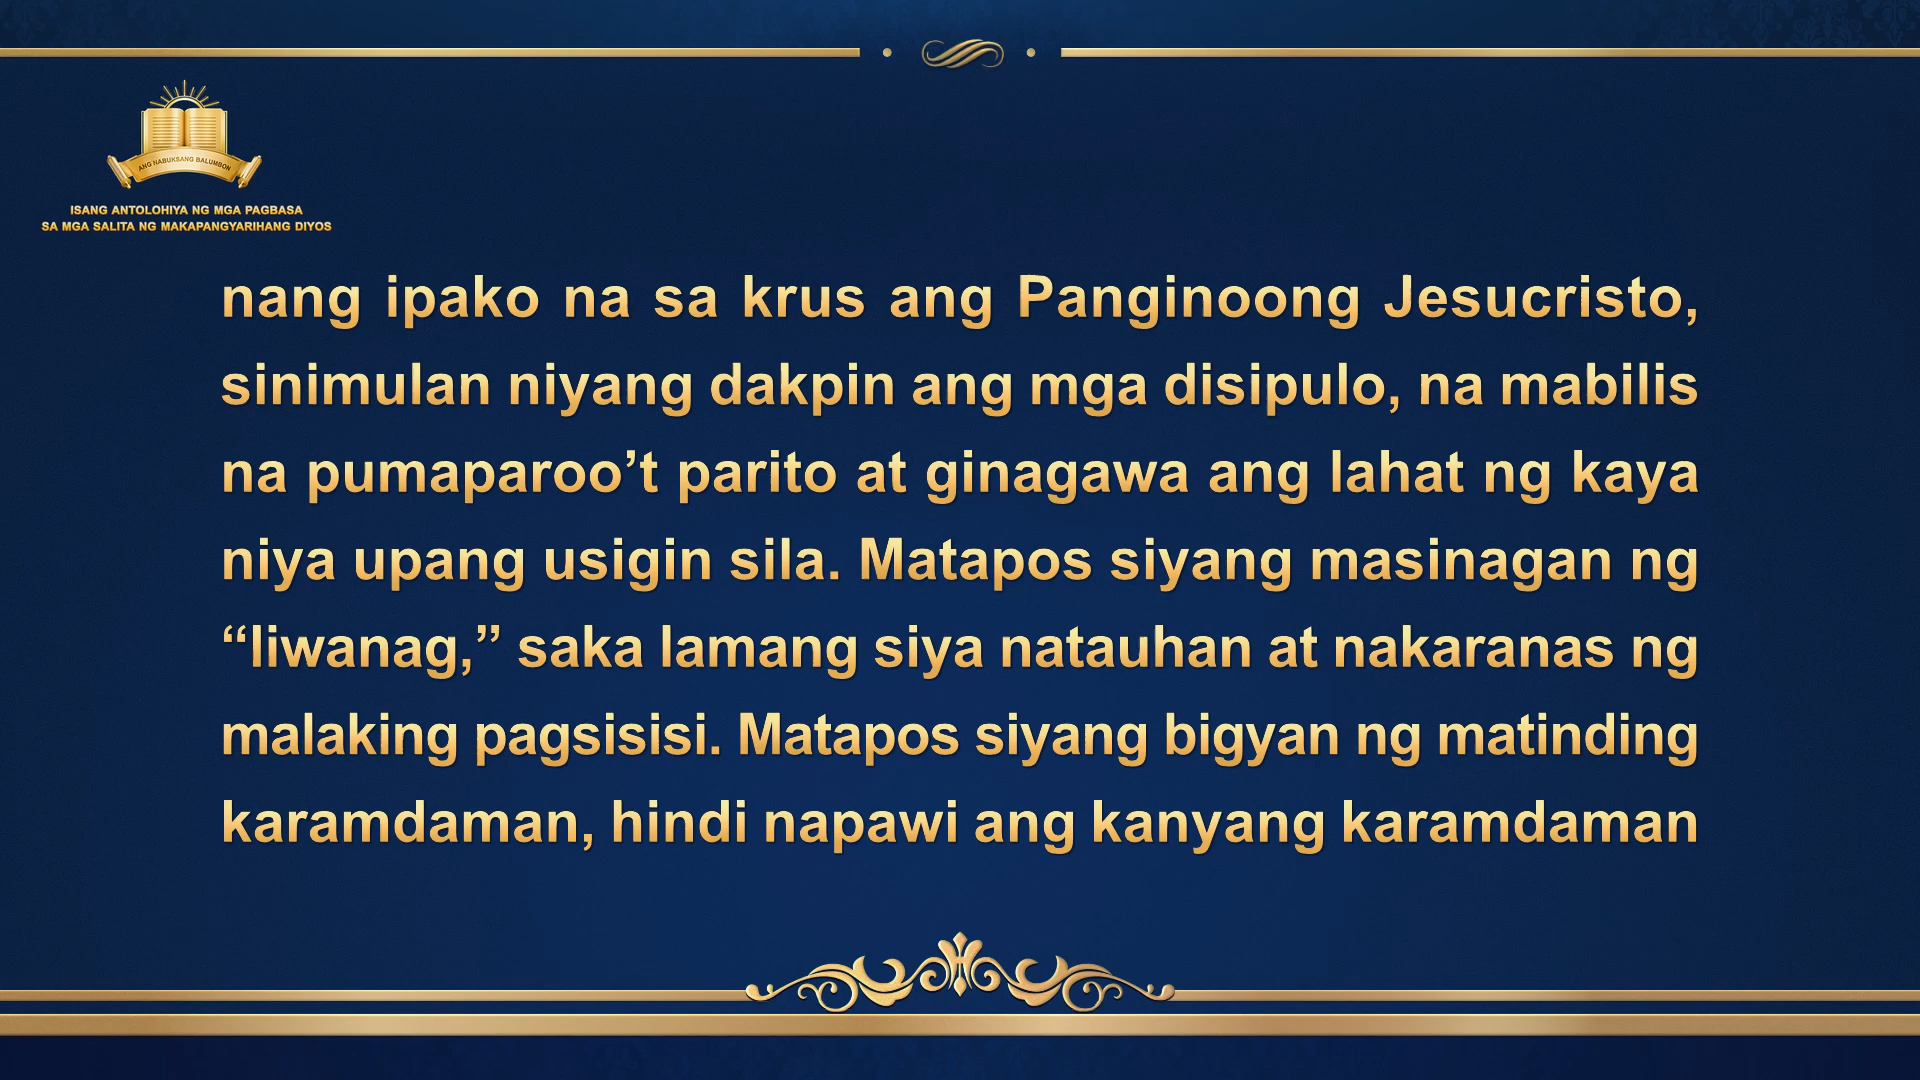 ANG NABUKSANG BALUMBON
ISANG ANTOLOHIYA NG MGA PAGBASA
SA MGA SALITA NG MAKAPANGYARIHANG DIYOS
nang ipako na sa krus ang Panginoong Jesucristo,
sinimulan niyang dakpin ang mga disipulo, na mabilis
na pumaparoo’t parito at ginagawa ang lahat ng kaya
niya upang usigin sila. Matapos siyang masinagan ng
“liwanag,” saka lamang siya natauhan at nakaranas ng
malaking pagsisisi. Matapos siyang bigyan ng matinding
karamdaman, hindi napawi ang kanyang karamdaman